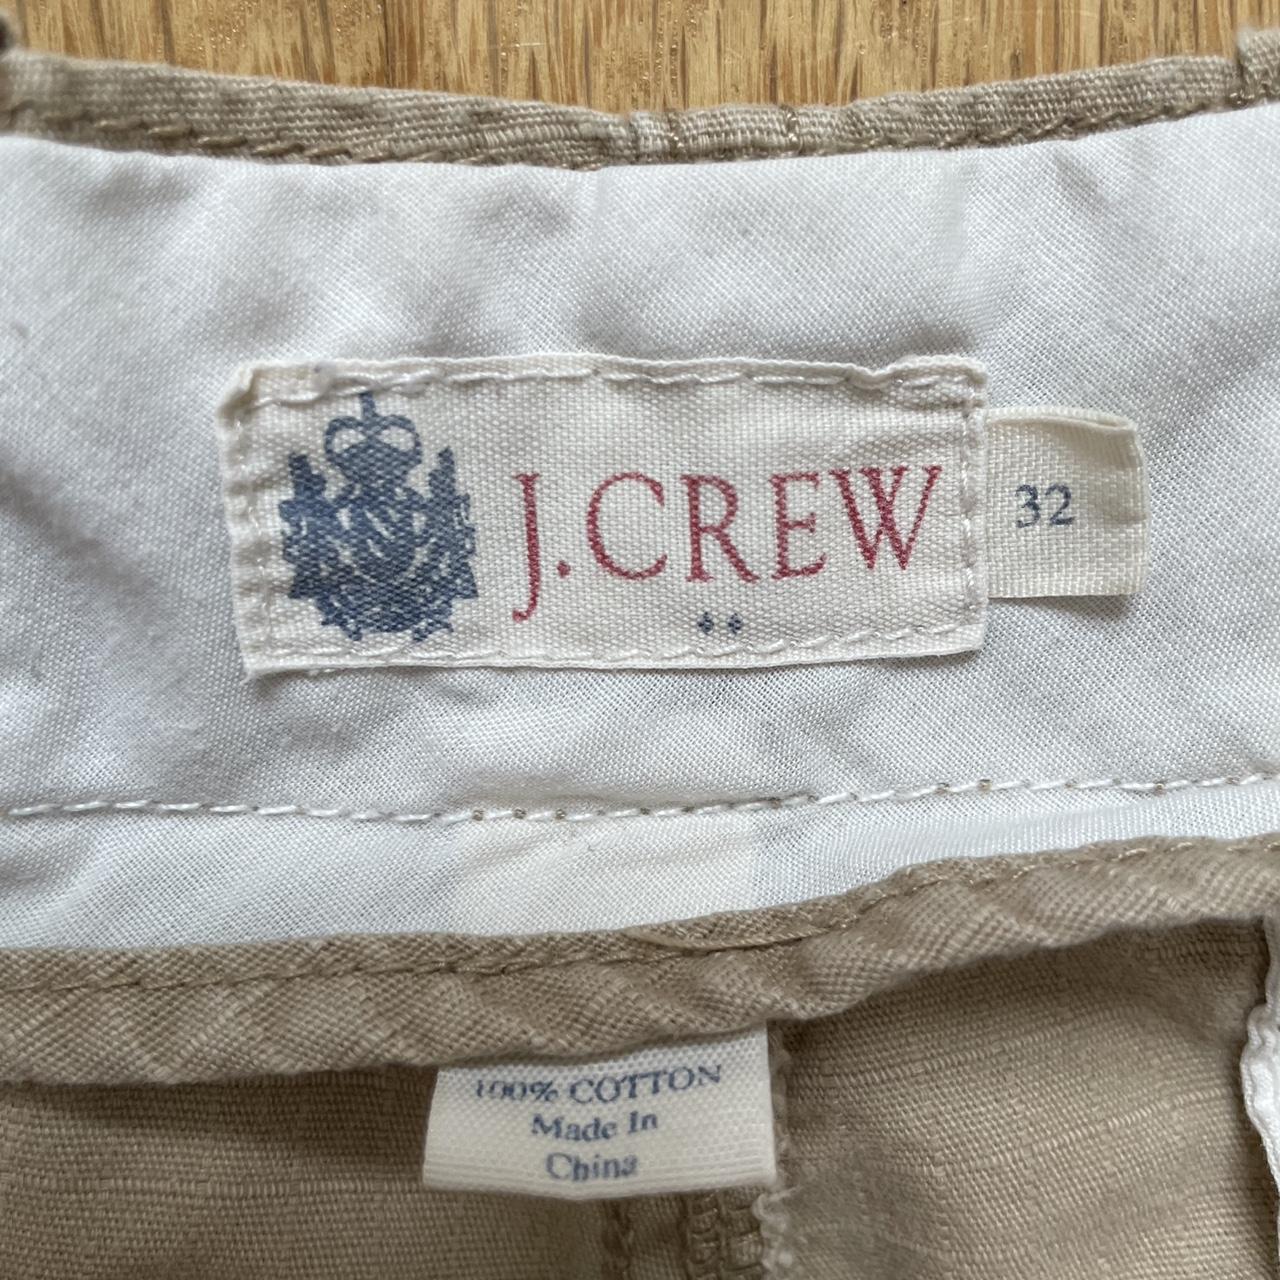 J.CREW
32
100% COTTON
Made In
China